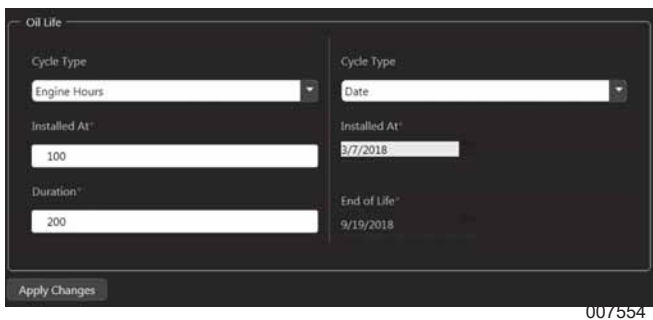 Oil Life
Cycle Type
Engine Hours
Installed At*
100
Duration*
200
Cycle Type
Date
Installed At*
3/7/2018
End of Life*
9/19/2018
Apply Changes
007554